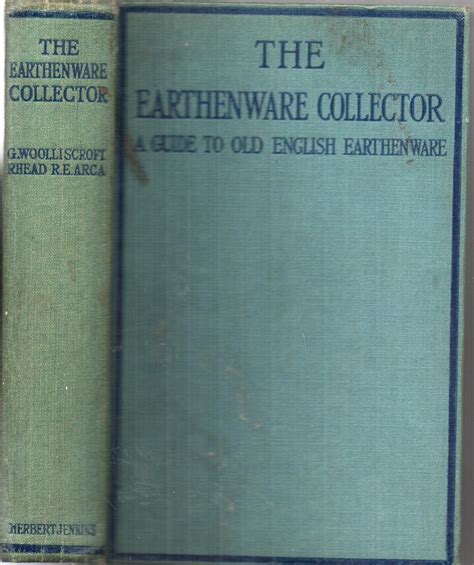 THE
EARTHENWARE
COLLECTOR
G. WOOLLISCROFT
RHEAD R.E.ARCA
HERBERT JENKINS
THE
EARTHENWARE COLLECTOR
A GUIDE TO OLD ENGLISH EARTHENWARE